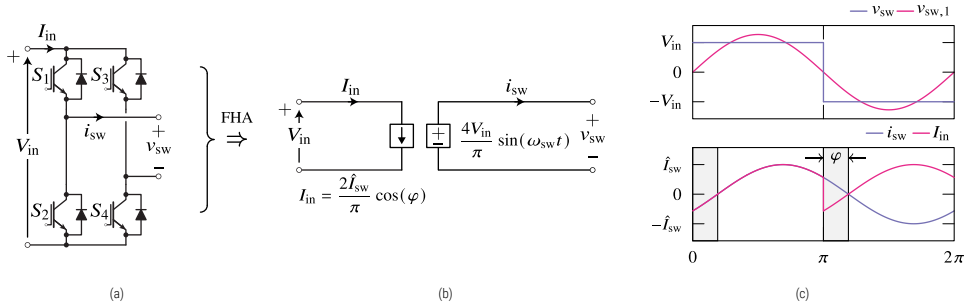 +
I_in
S_1
S_3
V_in
i_sw
+
v_sw
−
S_2
S_4
+
−
FHA
⇒
+
I_in
V_in
−
I_in = 2Î_sw/π cos(φ)
+
−
4V_in/π sin(ω_sw t)
i_sw
+
v_sw
−
v_sw v_sw,1
V_in
0
−V_in
i_sw I_in
Î_sw
0
−Î_sw
φ
0 π 2π
(a) (b) (c)